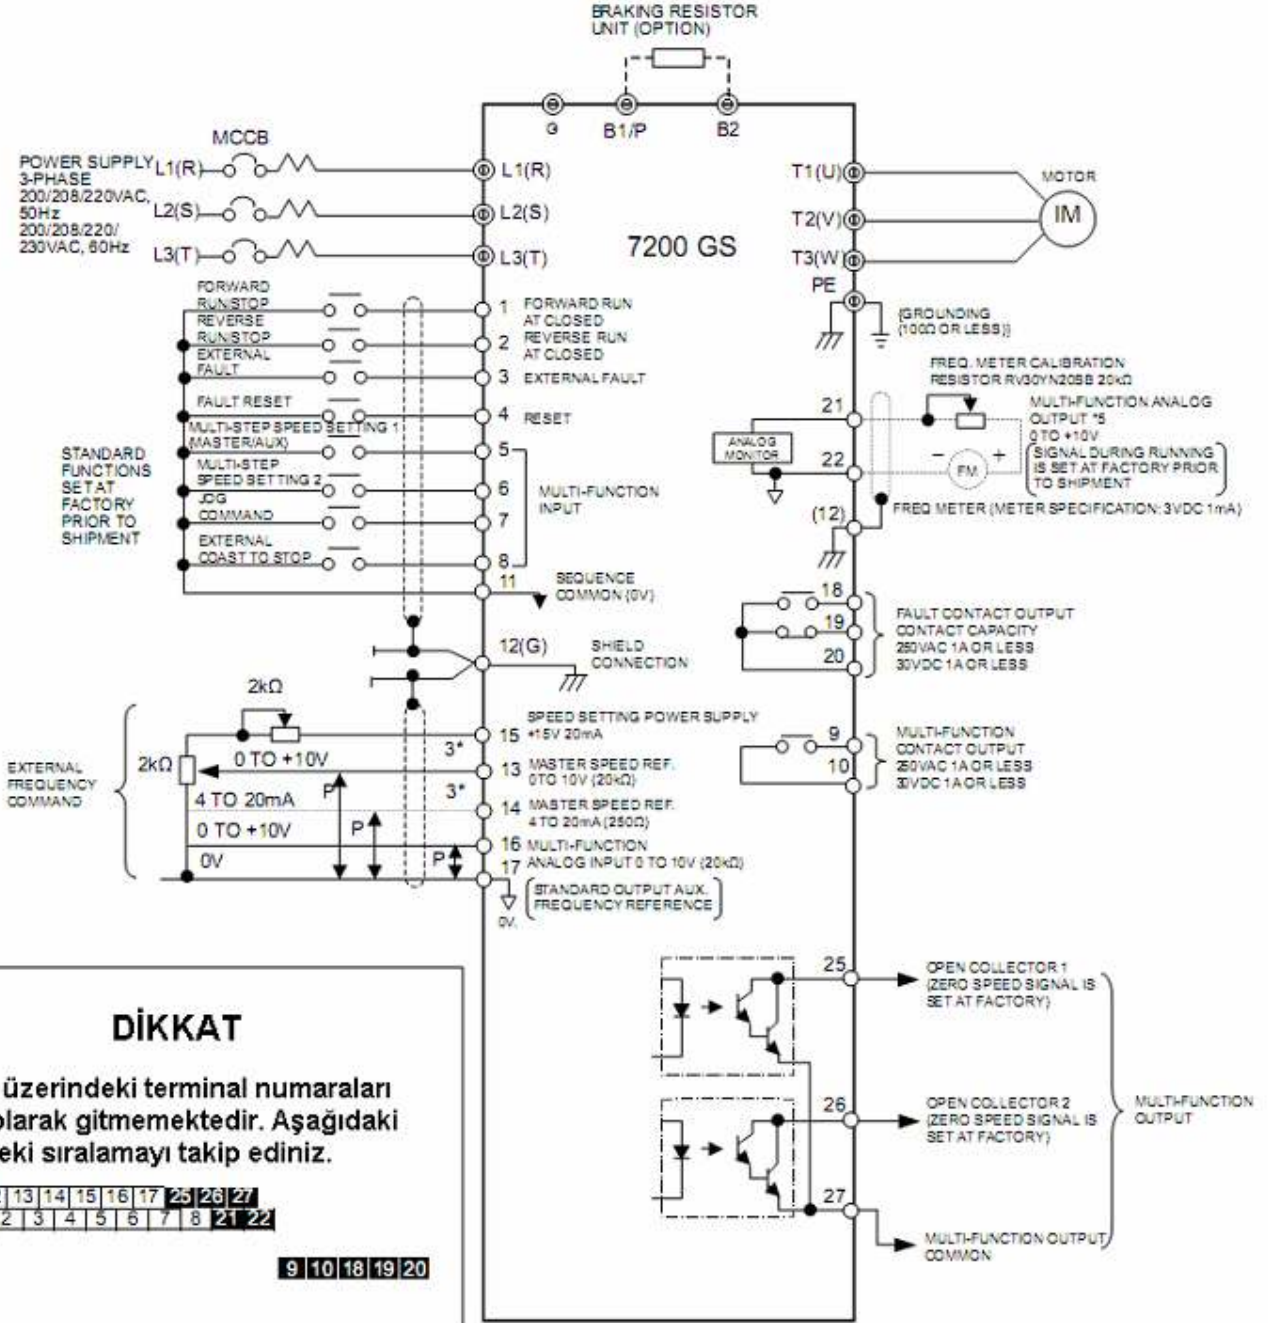 BRAKING RESISTOR
UNIT (OPTION)
B1/P
B2
MCCB
POWER SUPPLY
3-PHASE
200/208/220VAC,
50Hz
200/208/220/
230VAC, 60Hz
L1(R)
L2(S)
L3(T)
L1(R)
L2(S)
L3(T)
7200 GS
T1(U)
T2(V)
T3(W)
PE
MOTOR
IM
(GROUNDING
(100Ω OR LESS))
FORWARD
RUN/STOP
REVERSE
RUN/STOP
EXTERNAL
FAULT
FAULT RESET
MULTI-STEP SPEED SETTING 1
(MASTER/AUX)
MULTI-STEP
SPEED SETTING 2
JOG
COMMAND
EXTERNAL
COAST TO STOP
STANDARD
FUNCTIONS
SET AT
FACTORY
PRIOR TO
SHIPMENT
1 FORWARD RUN
AT CLOSED
2 REVERSE RUN
AT CLOSED
3 EXTERNAL FAULT
4 RESET
5
6
7
8
MULTI-FUNCTION
INPUT
11
SEQUENCE
COMMON (0V)
12(G)
SHIELD
CONNECTION
FREQ. METER CALIBRATION
RESISTOR RV30YN20SB 20kΩ
MULTI-FUNCTION ANALOG
OUTPUT *5
0 TO +10V
SIGNAL DURING RUNNING
IS SET AT FACTORY PRIOR
TO SHIPMENT
21
22
(12)
ANALOG
MONITOR
− FM +
FREQ METER (METER SPECIFICATION: 3VDC 1mA)
18
19
20
FAULT CONTACT OUTPUT
CONTACT CAPACITY
250VAC 1A OR LESS
30VDC 1A OR LESS
9
10
MULTI-FUNCTION
CONTACT OUTPUT
250VAC 1A OR LESS
30VDC 1A OR LESS
EXTERNAL
FREQUENCY
COMMAND
2kΩ
2kΩ
0 TO +10V
4 TO 20mA
0 TO +10V
0V
P
P
P
3*
3*
SPEED SETTING POWER SUPPLY
15 +15V 20mA
13 MASTER SPEED REF.
0TO 10V (20kΩ)
14 MASTER SPEED REF.
4 TO 20mA (250Ω)
16 MULTI-FUNCTION
17 ANALOG INPUT 0 TO 10V (20kΩ)
STANDARD OUTPUT AUX.
FREQUENCY REFERENCE
0V.
25
OPEN COLLECTOR 1
(ZERO SPEED SIGNAL IS
SET AT FACTORY)
26
OPEN COLLECTOR 2
(ZERO SPEED SIGNAL IS
SET AT FACTORY)
27
MULTI-FUNCTION OUTPUT
COMMON
MULTI-FUNCTION
OUTPUT
DİKKAT
üzerindeki terminal numaraları
olarak gitmemektedir. Aşağıdaki
eki sıralamayı takip ediniz.
13 14 15 16 17 25 26 27
2 3 4 5 6 7 8 21 22
9 10 18 19 20